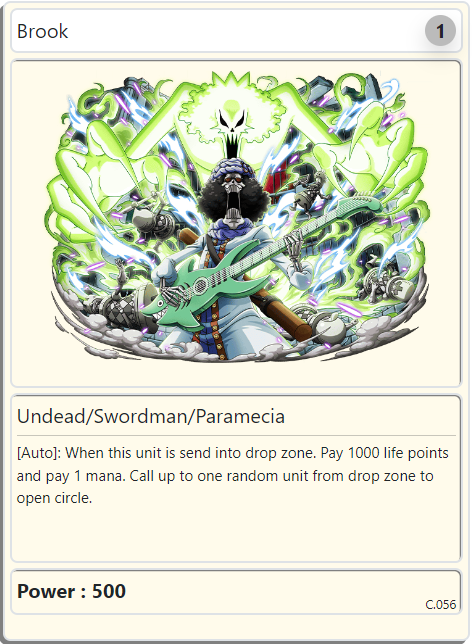 Brook
1
Undead/Swordman/Paramecia
[Auto]: When this unit is send into drop zone. Pay 1000 life points
and pay 1 mana. Call up to one random unit from drop zone to
open circle.
Power : 500
C.056